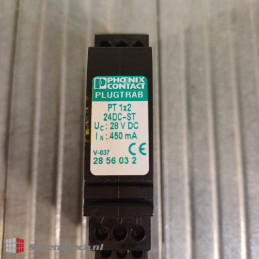 PHOENIX
CONTACT
PLUGTRAB
PT 1x2
24DC-ST
UC: 28 V DC
IN: 450 mA
V-037
CE
28 56 03 2